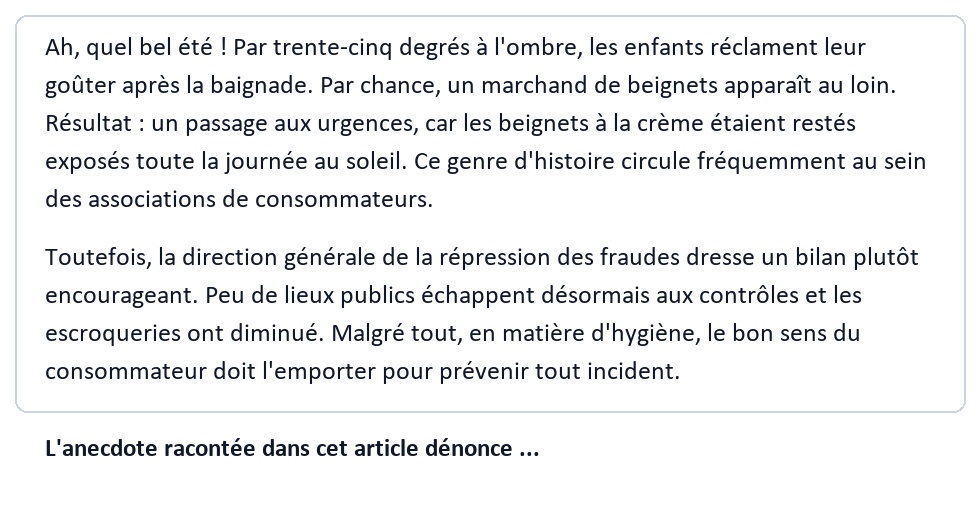 Ah, quel bel été ! Par trente-cinq degrés à l'ombre, les enfants réclament leur
goûter après la baignade. Par chance, un marchand de beignets apparaît au loin.
Résultat : un passage aux urgences, car les beignets à la crème étaient restés
exposés toute la journée au soleil. Ce genre d'histoire circule fréquemment au sein
des associations de consommateurs.
Toutefois, la direction générale de la répression des fraudes dresse un bilan plutôt
encourageant. Peu de lieux publics échappent désormais aux contrôles et les
escroqueries ont diminué. Malgré tout, en matière d'hygiène, le bon sens du
consommateur doit l'emporter pour prévenir tout incident.
L'anecdote racontée dans cet article dénonce ...